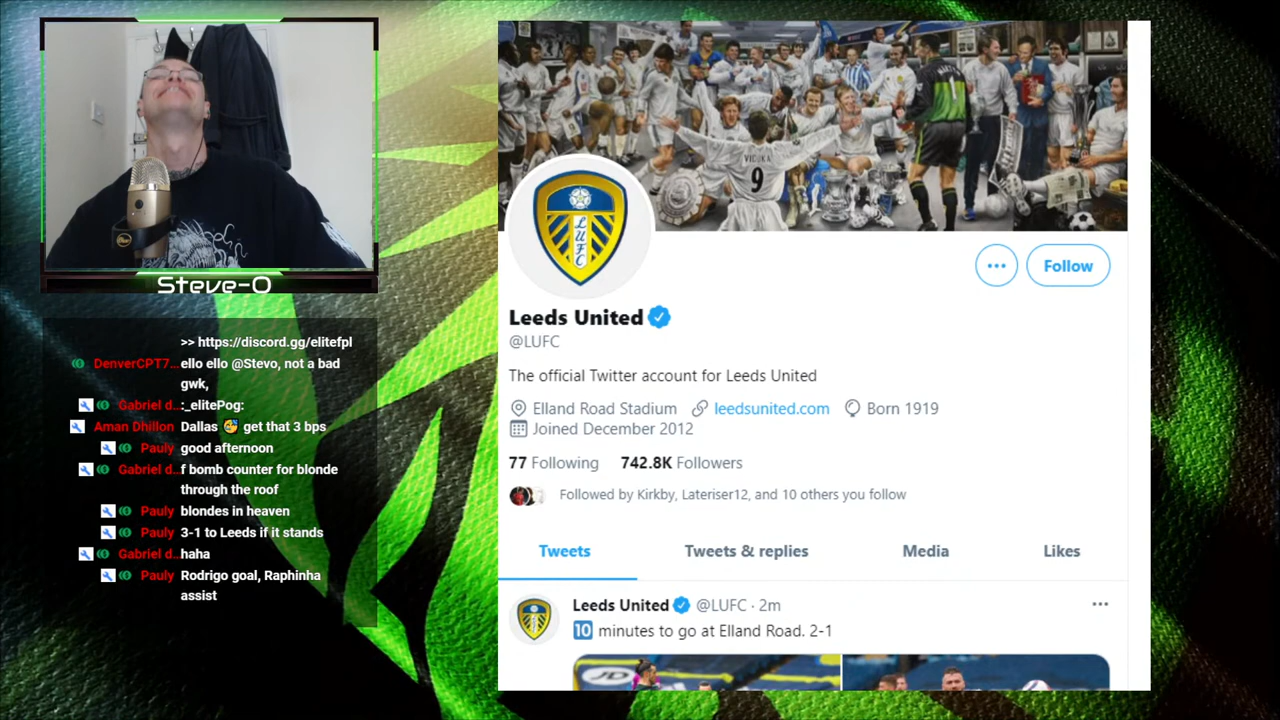 Steve-O
>> https://discord.gg/elitefpl
DenverCPT7... ello ello @Stevo, not a bad
gwk,
Gabriel d... :_elitePog:
Aman Dhillon Dallas 🥳 get that 3 bps
Pauly good afternoon
Gabriel d... f bomb counter for blonde
through the roof
Pauly blondes in heaven
Pauly 3-1 to Leeds if it stands
Gabriel d... haha
Pauly Rodrigo goal, Raphinha
assist
VIDUKA
9
1
LUFC
Follow
Leeds United
@LUFC
The official Twitter account for Leeds United
Elland Road Stadium leedsunited.com Born 1919
Joined December 2012
77 Following 742.8K Followers
Followed by Kirkby, Lateriser12, and 10 others you follow
Tweets Tweets & replies Media Likes
Leeds United @LUFC · 2m
🔟 minutes to go at Elland Road. 2-1
JD